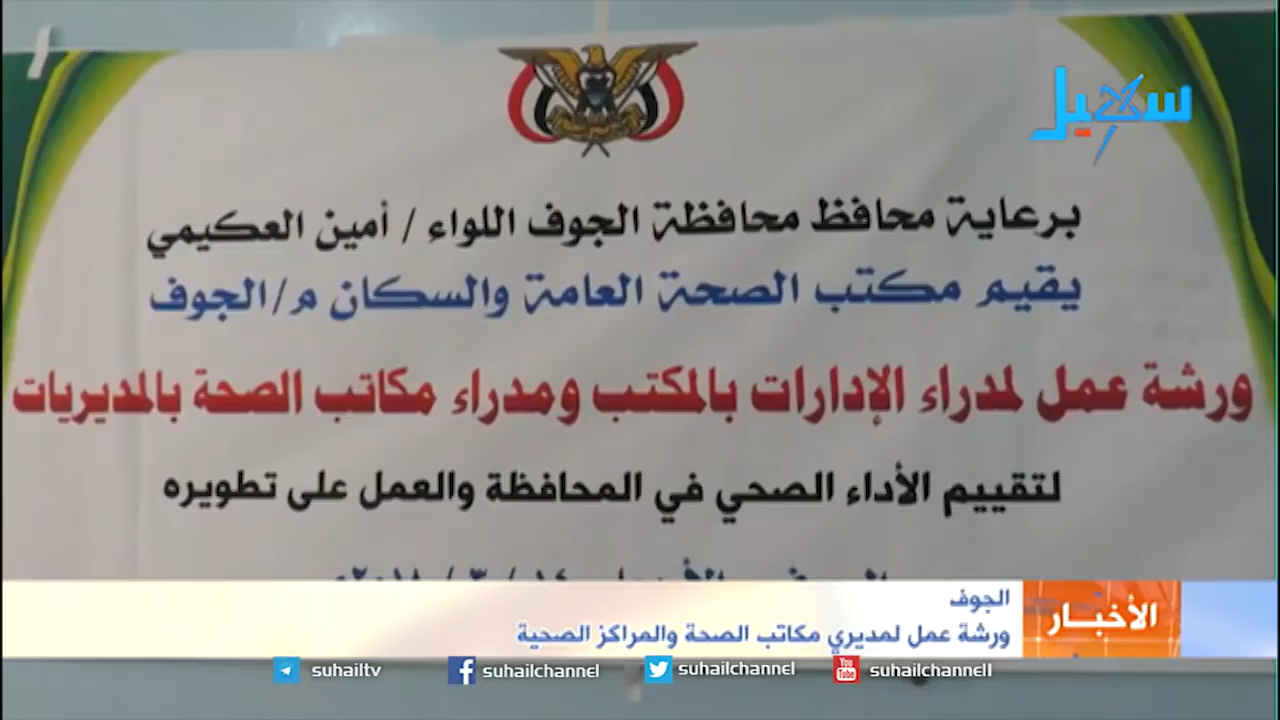 سهيل
برعاية محافظ محافظة الجوف اللواء / أمين العكيمي
يقيم مكتب الصحة العامة والسكان م/الجوف
ورشة عمل لمدراء الإدارات بالمكتب ومدراء مكاتب الصحة بالمديريات
لتقييم الأداء الصحي في المحافظة والعمل على تطويره
الأخبار
الجوف
ورشة عمل لمديري مكاتب الصحة والمراكز الصحية
suhailtv suhailchannel suhailchannel You Tube suhailchannell